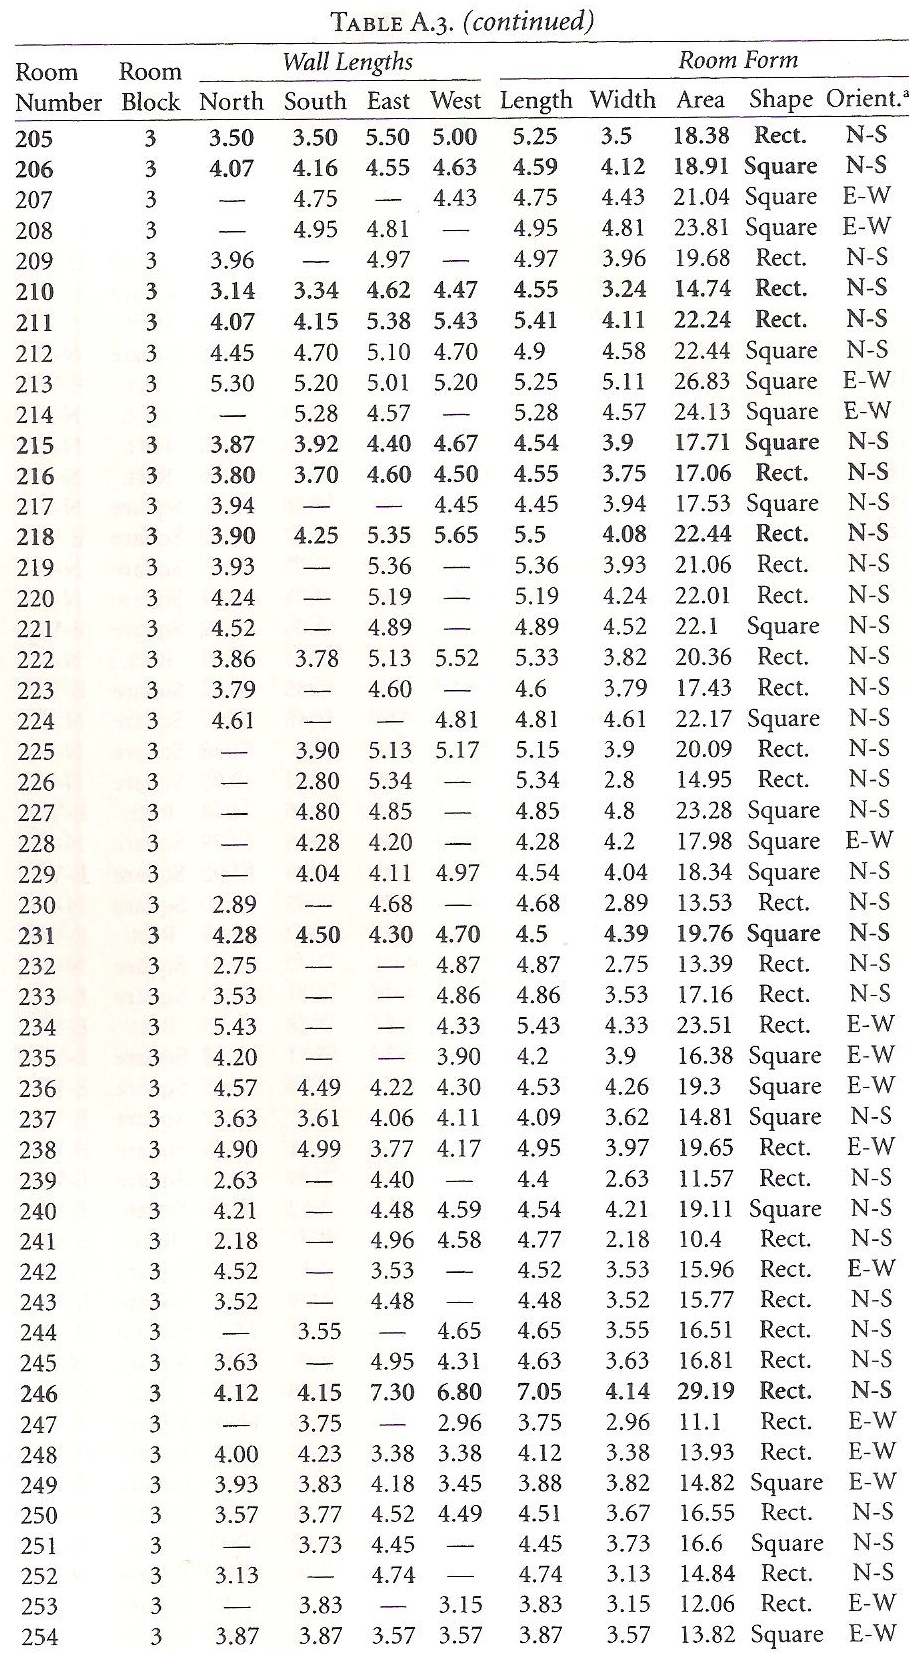 TABLE A.3. (continued)
Wall Lengths Room Form
Room Room
Number Block North South East West Length Width Area Shape Orient.ª
205 3 3.50 3.50 5.50 5.00 5.25 3.5 18.38 Rect. N-S
206 3 4.07 4.16 4.55 4.63 4.59 4.12 18.91 Square N-S
207 3 — 4.75 — 4.43 4.75 4.43 21.04 Square E-W
208 3 — 4.95 4.81 — 4.95 4.81 23.81 Square E-W
209 3 3.96 — 4.97 — 4.97 3.96 19.68 Rect. N-S
210 3 3.14 3.34 4.62 4.47 4.55 3.24 14.74 Rect. N-S
211 3 4.07 4.15 5.38 5.43 5.41 4.11 22.24 Rect. N-S
212 3 4.45 4.70 5.10 4.70 4.9 4.58 22.44 Square N-S
213 3 5.30 5.20 5.01 5.20 5.25 5.11 26.83 Square E-W
214 3 — 5.28 4.57 — 5.28 4.57 24.13 Square E-W
215 3 3.87 3.92 4.40 4.67 4.54 3.9 17.71 Square N-S
216 3 3.80 3.70 4.60 4.50 4.55 3.75 17.06 Rect. N-S
217 3 3.94 — — 4.45 4.45 3.94 17.53 Square N-S
218 3 3.90 4.25 5.35 5.65 5.5 4.08 22.44 Rect. N-S
219 3 3.93 — 5.36 — 5.36 3.93 21.06 Rect. N-S
220 3 4.24 — 5.19 — 5.19 4.24 22.01 Rect. N-S
221 3 4.52 — 4.89 — 4.89 4.52 22.1 Square N-S
222 3 3.86 3.78 5.13 5.52 5.33 3.82 20.36 Rect. N-S
223 3 3.79 — 4.60 — 4.6 3.79 17.43 Rect. N-S
224 3 4.61 — — 4.81 4.81 4.61 22.17 Square N-S
225 3 — 3.90 5.13 5.17 5.15 3.9 20.09 Rect. N-S
226 3 — 2.80 5.34 — 5.34 2.8 14.95 Rect. N-S
227 3 — 4.80 4.85 — 4.85 4.8 23.28 Square N-S
228 3 — 4.28 4.20 — 4.28 4.2 17.98 Square E-W
229 3 — 4.04 4.11 4.97 4.54 4.04 18.34 Square N-S
230 3 2.89 — 4.68 — 4.68 2.89 13.53 Rect. N-S
231 3 4.28 4.50 4.30 4.70 4.5 4.39 19.76 Square N-S
232 3 2.75 — — 4.87 4.87 2.75 13.39 Rect. N-S
233 3 3.53 — — 4.86 4.86 3.53 17.16 Rect. N-S
234 3 5.43 — — 4.33 5.43 4.33 23.51 Rect. E-W
235 3 4.20 — — 3.90 4.2 3.9 16.38 Square E-W
236 3 4.57 4.49 4.22 4.30 4.53 4.26 19.3 Square E-W
237 3 3.63 3.61 4.06 4.11 4.09 3.62 14.81 Square N-S
238 3 4.90 4.99 3.77 4.17 4.95 3.97 19.65 Rect. E-W
239 3 2.63 — 4.40 — 4.4 2.63 11.57 Rect. N-S
240 3 4.21 — 4.48 4.59 4.54 4.21 19.11 Square N-S
241 3 2.18 — 4.96 4.58 4.77 2.18 10.4 Rect. N-S
242 3 4.52 — 3.53 — 4.52 3.53 15.96 Rect. E-W
243 3 3.52 — 4.48 — 4.48 3.52 15.77 Rect. N-S
244 3 — 3.55 — 4.65 4.65 3.55 16.51 Rect. N-S
245 3 3.63 — 4.95 4.31 4.63 3.63 16.81 Rect. N-S
246 3 4.12 4.15 7.30 6.80 7.05 4.14 29.19 Rect. N-S
247 3 — 3.75 — 2.96 3.75 2.96 11.1 Rect. E-W
248 3 4.00 4.23 3.38 3.38 4.12 3.38 13.93 Rect. E-W
249 3 3.93 3.83 4.18 3.45 3.88 3.82 14.82 Square E-W
250 3 3.57 3.77 4.52 4.49 4.51 3.67 16.55 Rect. N-S
251 3 — 3.73 4.45 — 4.45 3.73 16.6 Square N-S
252 3 3.13 — 4.74 — 4.74 3.13 14.84 Rect. N-S
253 3 — 3.83 — 3.15 3.83 3.15 12.06 Rect. E-W
254 3 3.87 3.87 3.57 3.57 3.87 3.57 13.82 Square E-W